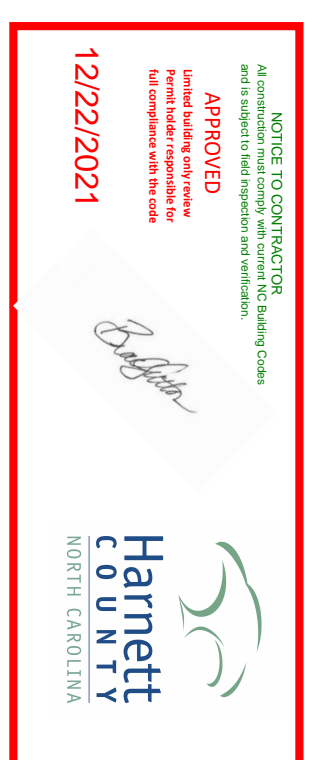 NOTICE TO CONTRACTOR
All construction must comply with current NC Building Codes
and is subject to field inspection and verification.
APPROVED
Limited building only review
Permit holder responsible for
full compliance with the code
12/22/2021
Brad Sutton
Harnett
COUNTY
NORTH CAROLINA